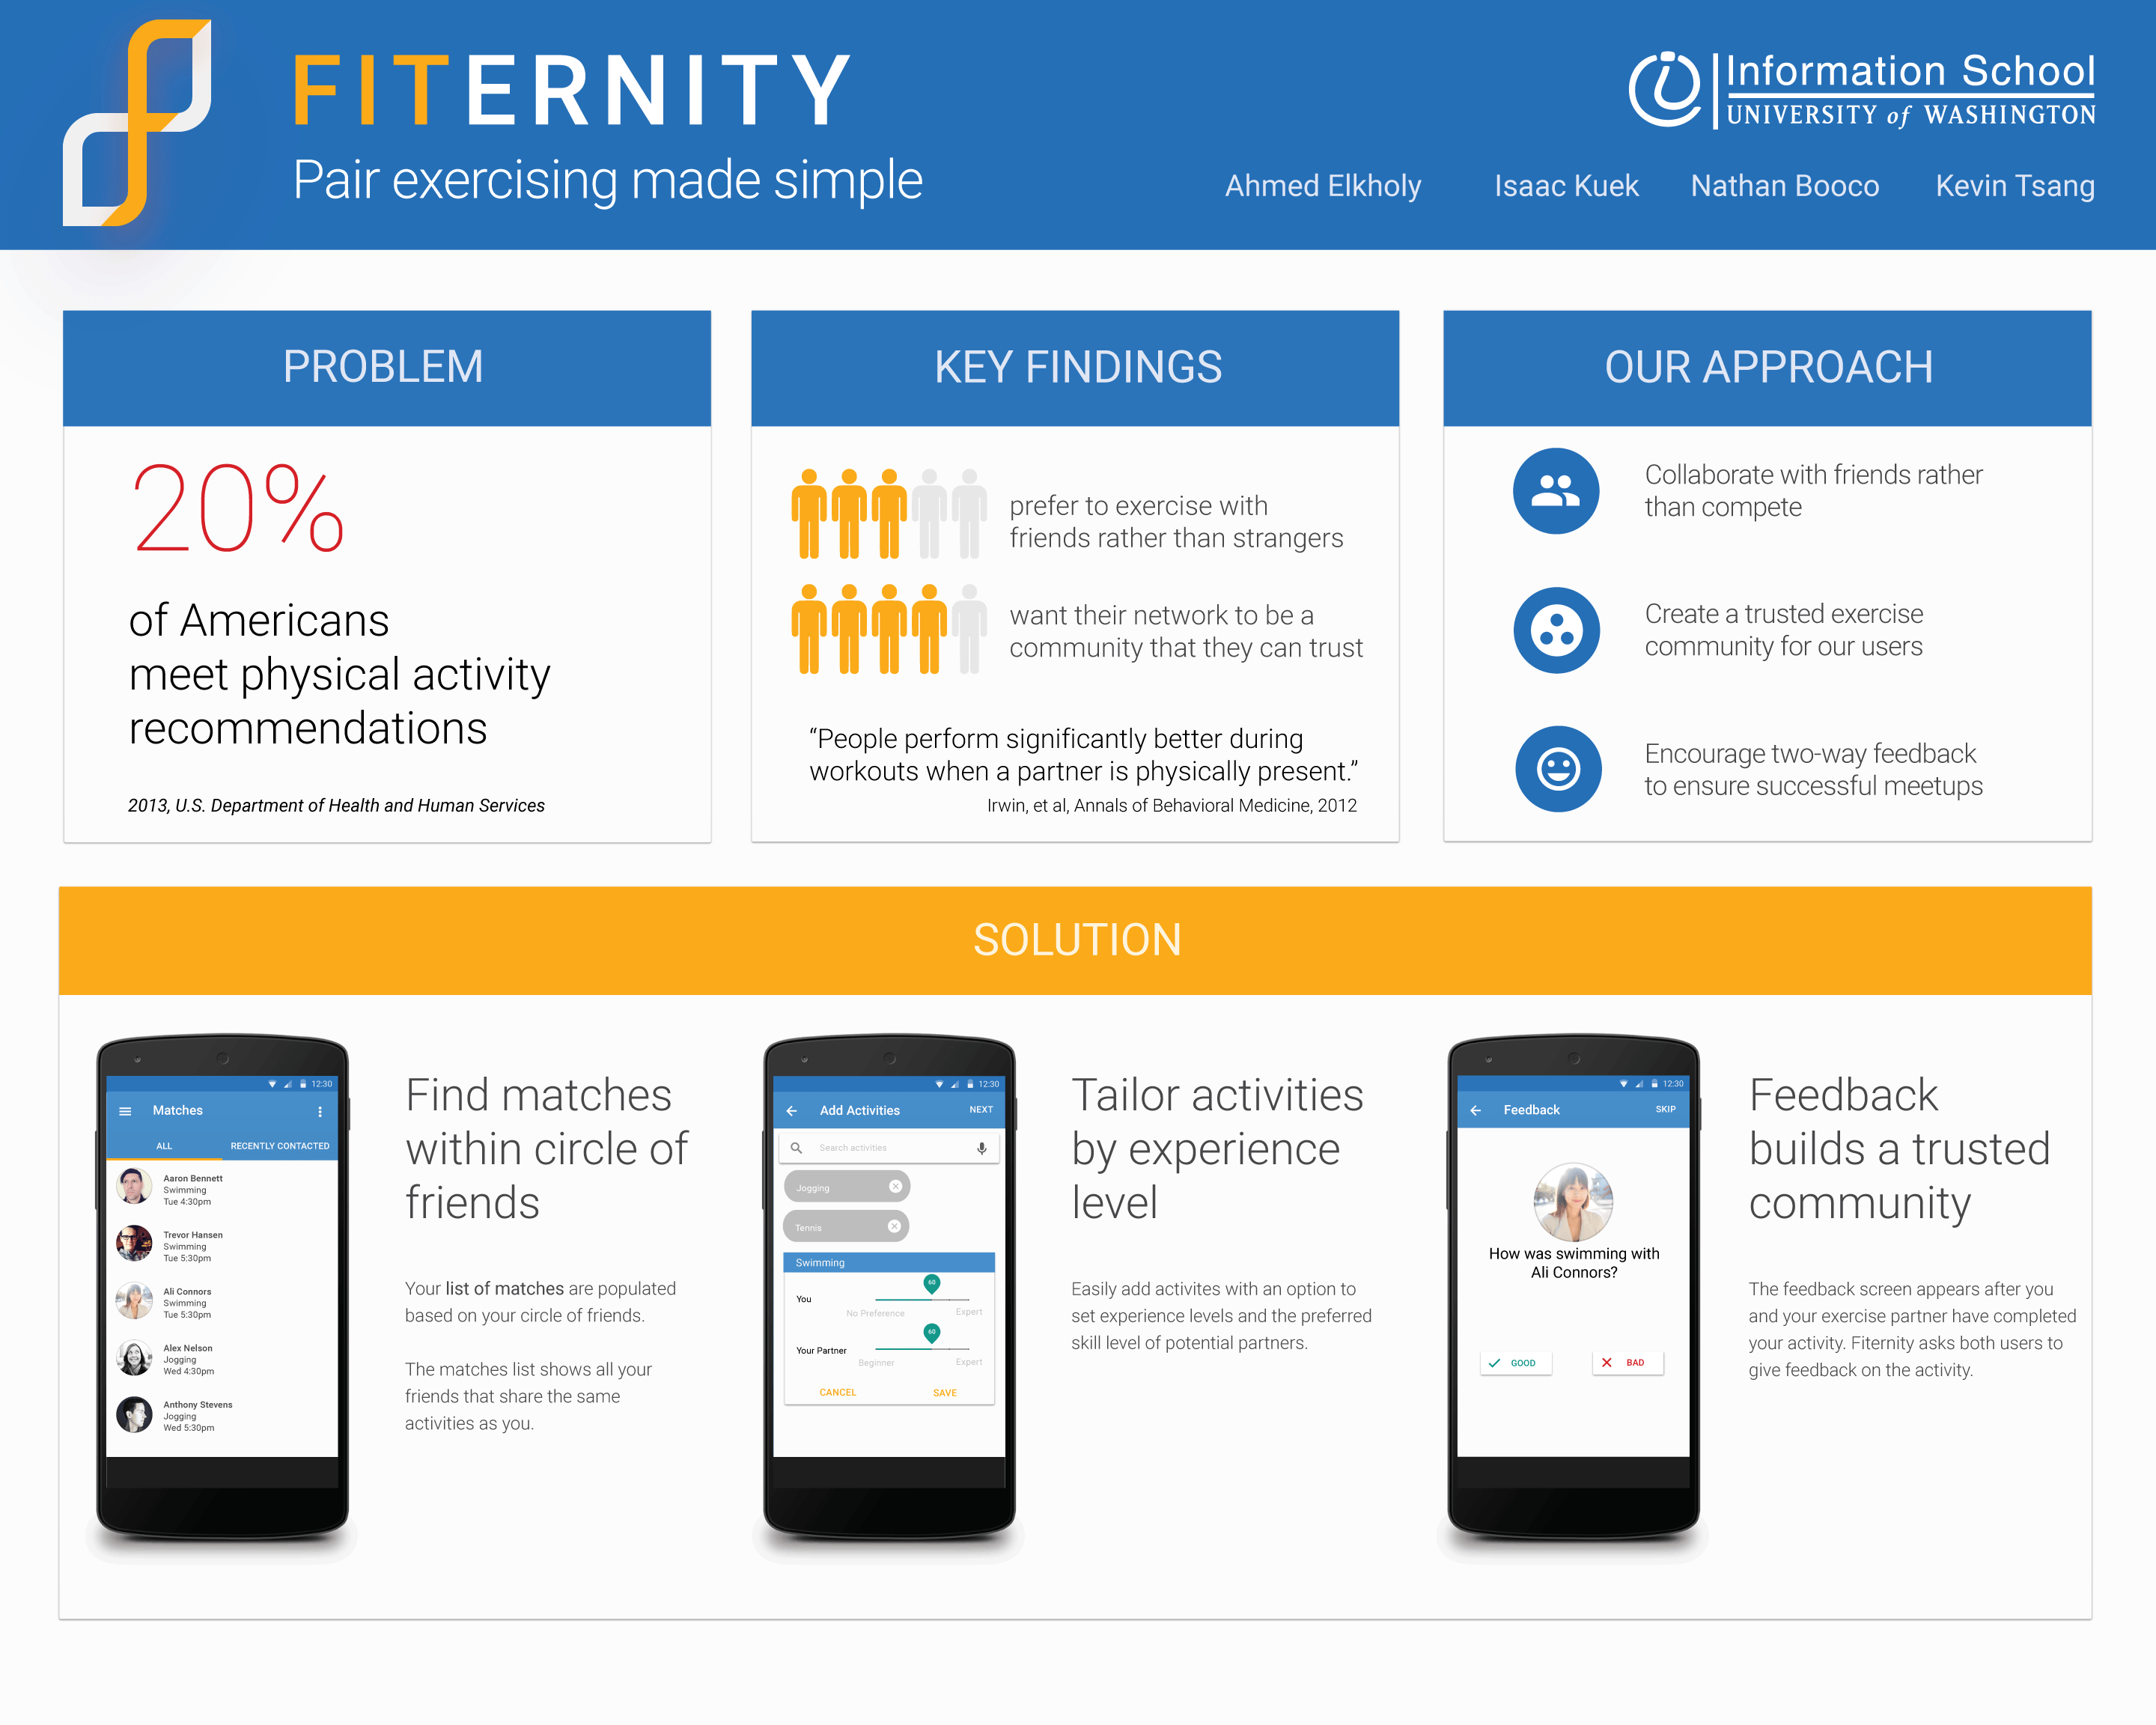 FITERNITY
Pair exercising made simple
Information School
UNIVERSITY of WASHINGTON
Ahmed Elkholy
Isaac Kuek
Nathan Booco
Kevin Tsang
PROBLEM
20%
of Americans
meet physical activity
recommendations
2013, U.S. Department of Health and Human Services
KEY FINDINGS
prefer to exercise with
friends rather than strangers
want their network to be a
community that they can trust
“People perform significantly better during
workouts when a partner is physically present.”
Irwin, et al, Annals of Behavioral Medicine, 2012
OUR APPROACH
Collaborate with friends rather
than compete
Create a trusted exercise
community for our users
Encourage two-way feedback
to ensure successful meetups
SOLUTION
12:30
Matches
ALL
RECENTLY CONTACTED
Aaron Bennett
Swimming
Tue 4:30pm
Trevor Hansen
Swimming
Tue 5:30pm
Ali Connors
Swimming
Tue 5:30pm
Alex Nelson
Jogging
Wed 4:30pm
Anthony Stevens
Jogging
Wed 5:30pm
Find matches
within circle of
friends
Your list of matches are populated
based on your circle of friends.
The matches list shows all your
friends that share the same
activities as you.
12:30
Add Activities
NEXT
Search activities
Jogging
Tennis
Swimming
60
You
No Preference
Expert
60
Your Partner
Beginner
Expert
CANCEL
SAVE
Tailor activities
by experience
level
Easily add activites with an option to
set experience levels and the preferred
skill level of potential partners.
12:30
Feedback
SKIP
How was swimming with
Ali Connors?
GOOD
BAD
Feedback
builds a trusted
community
The feedback screen appears after you
and your exercise partner have completed
your activity. Fiternity asks both users to
give feedback on the activity.